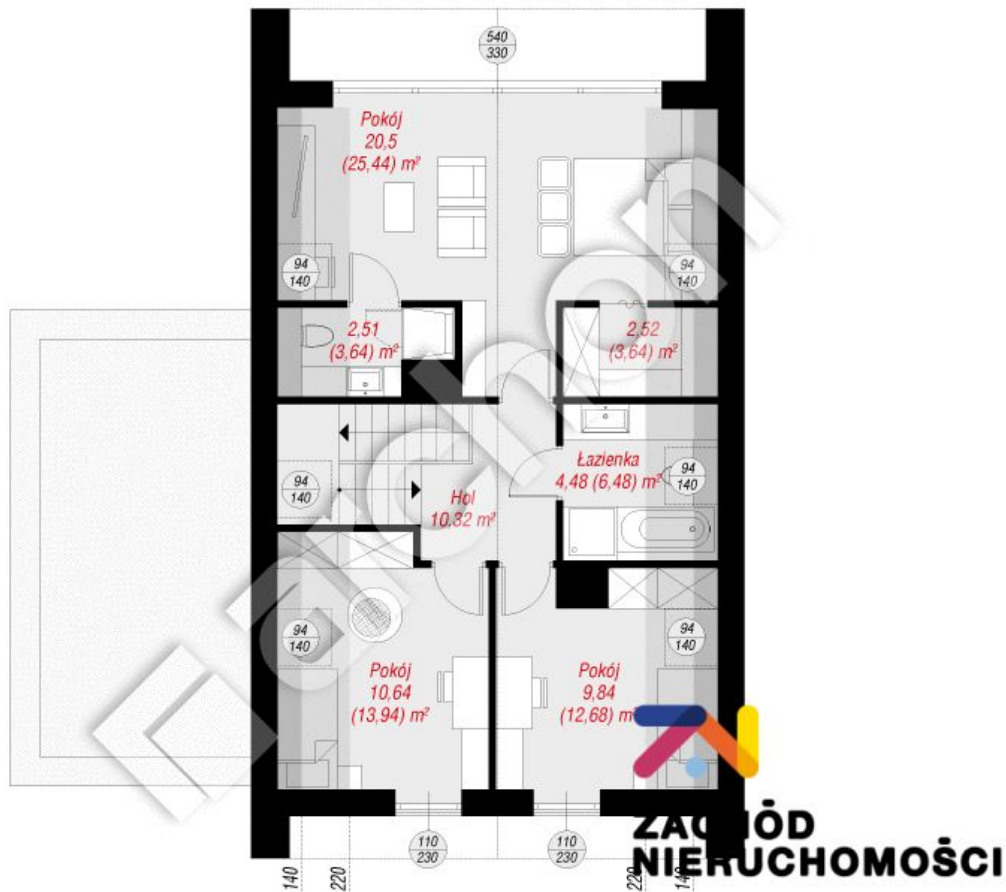 540
330
Pokój
20,5
(25,44) m²
94
140
94
140
2,51
(3,64) m²
2,52
(3,64) m²
94
140
Łazienka
4,48 (6,48) m²
94
140
Hol
10,32 m²
94
140
94
140
Pokój
10,64
(13,94) m²
Pokój
9,84
(12,68) m²
110
230
110
230
140
220
220
140
archon
ZACHÓD
NIERUCHOMOŚCI